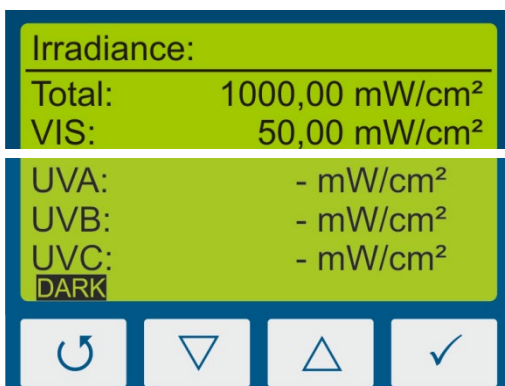 Irradiance:
Total: 1000,00 mW/cm²
VIS: 50,00 mW/cm²
UVA: - mW/cm²
UVB: - mW/cm²
UVC: - mW/cm²
DARK